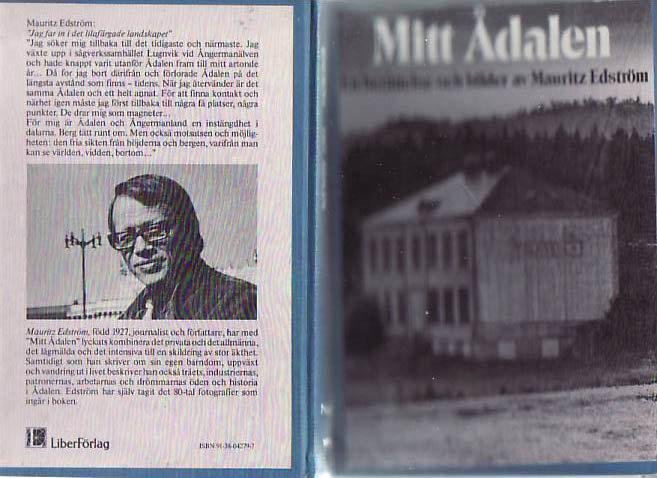 Mauritz Edström:
"Jag far in i det lilafärgade landskapet"
"Jag söker mig tillbaka till det tidigaste och närmaste. Jag
växte upp i sågverkssamhället Lugnvik vid Ångermanälven
och hade knappt varit utanför Ådalen fram till mitt artonde
år... Då for jag bort därifrån och förlorade Ådalen på det
längsta avstånd som finns – tidens. När jag återvänder är det
samma Ådalen och ett helt annat. För att finna kontakt och
närhet igen måste jag först tillbaka till några få platser, några
punkter. De drar mig som magneter...
För mig är Ådalen och Ångermanland en instängdhet i
dalarna. Berg tätt runt om. Men också motsatsen och möjlig-
heten: den fria sikten från höjderna och bergen, varifrån man
kan se världen, vidden, bortom..."
Mauritz Edström, född 1927, journalist och författare, har med
"Mitt Ådalen" lyckats kombinera det privata och det allmänna,
det lågmälda och det intensiva till en skildring av stor äkthet.
Samtidigt som han skriver om sin egen barndom, uppväxt
och vandring ut i livet beskriver han också träets, industriernas,
patronernas, arbetarnas och drömmarnas öden och historia
i Ådalen. Edström har själv tagit det 80-tal fotografier som
ingår i boken.
LiberFörlag
ISBN 91-38-04279-7
Mitt Ådalen
och bilder av Mauritz Edström